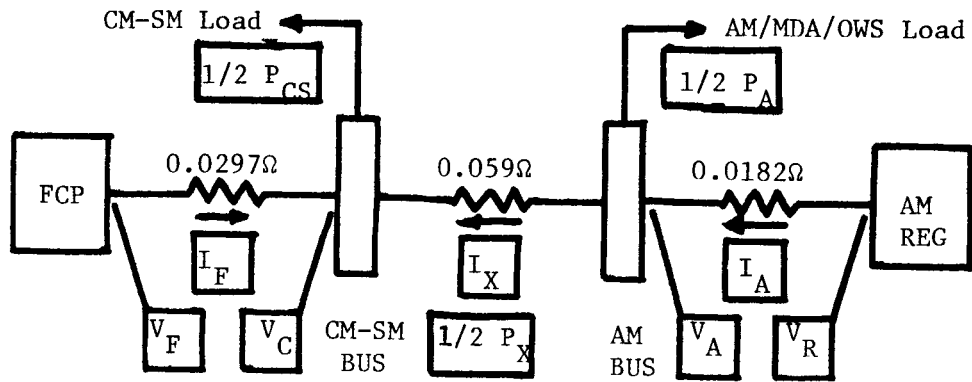 CM-SM Load
1/2 P_CS
AM/MDA/OWS Load
1/2 P_A
FCP
0.0297Ω
0.059Ω
0.0182Ω
AM
REG
I_F
I_X
I_A
V_F
V_C
CM-SM
BUS
1/2 P_X
AM
BUS
V_A
V_R